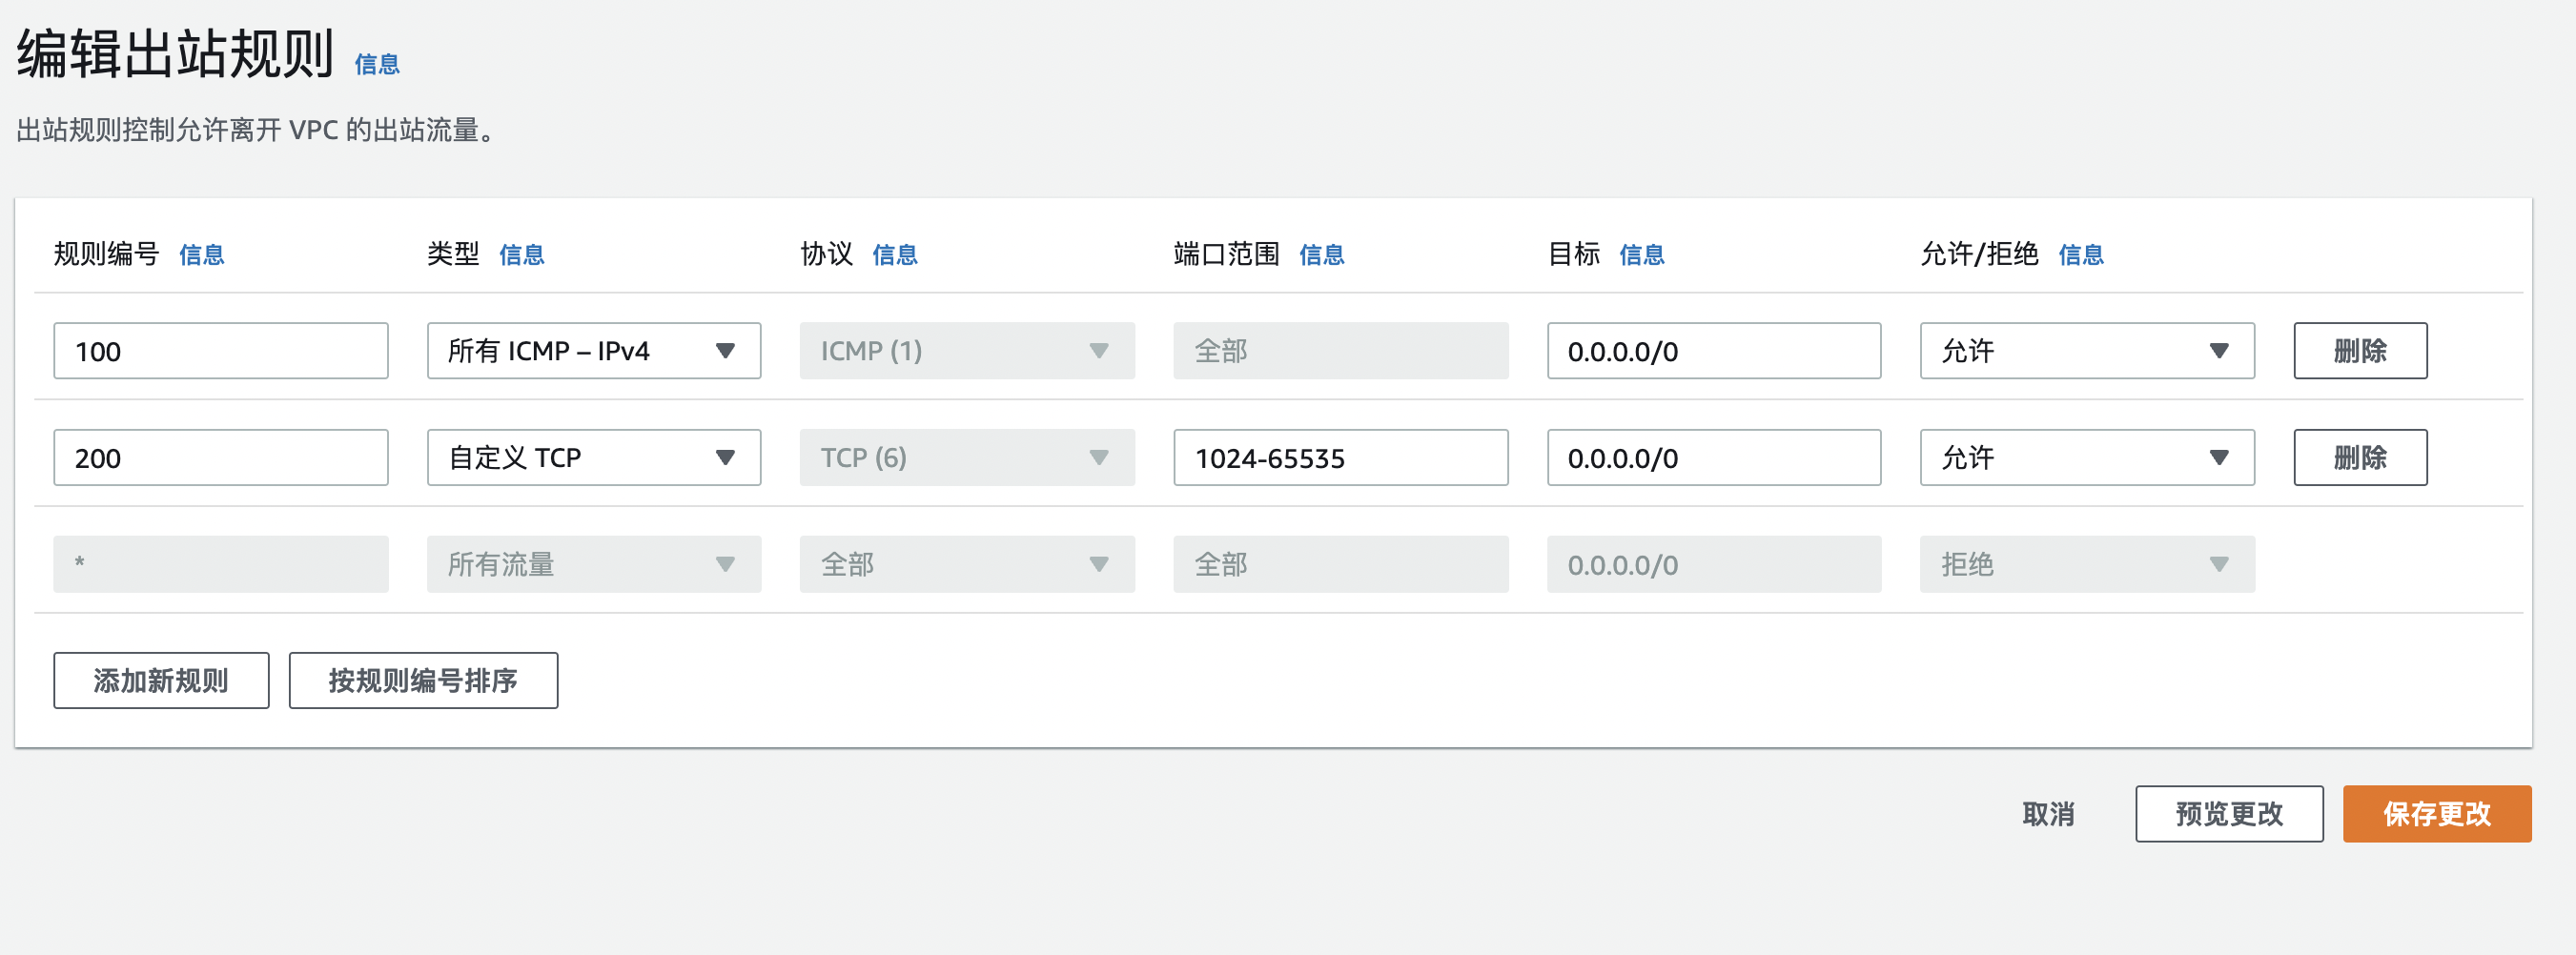 编辑出站规则 信息
出站规则控制允许离开 VPC 的出站流量。
规则编号 信息 类型 信息 协议 信息 端口范围 信息 目标 信息 允许/拒绝 信息
100 所有 ICMP – IPv4 ICMP (1) 全部 0.0.0.0/0 允许 删除
200 自定义 TCP TCP (6) 1024-65535 0.0.0.0/0 允许 删除
* 所有流量 全部 全部 0.0.0.0/0 拒绝
添加新规则 按规则编号排序
取消 预览更改 保存更改